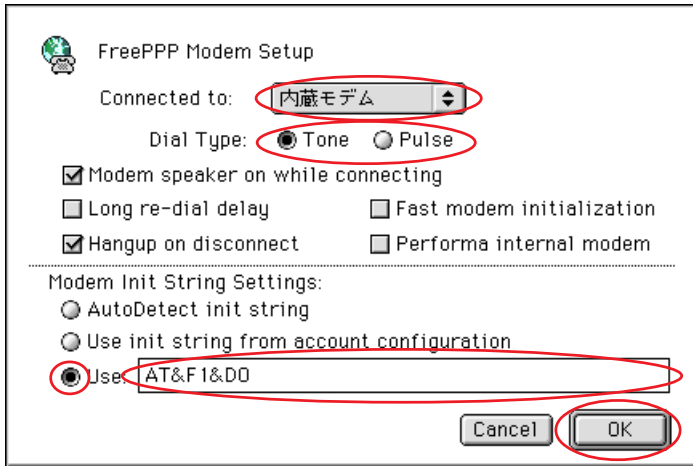 FreePPP Modem Setup
Connected to: 内蔵モデム
Dial Type: Tone Pulse
Modem speaker on while connecting
Long re-dial delay Fast modem initialization
Hangup on disconnect Performa internal modem
Modem Init String Settings:
AutoDetect init string
Use init string from account configuration
Use: AT&F1&D0
Cancel OK